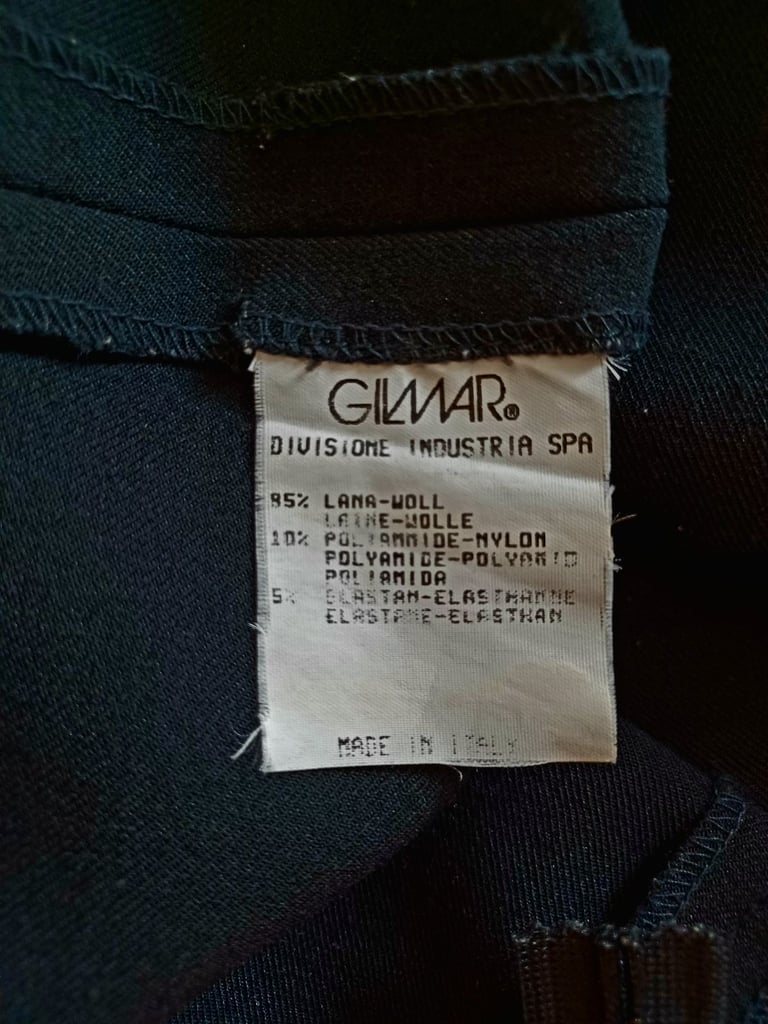 GILMAR®
DIVISIONE INDUSTRIA SPA
85% LANA-WOLL
LAINE-WOLLE
10% POLIAMMIDE-NYLON
POLYAMIDE-POLYAMID
POLIAMIDA
5% ELASTAN-ELASTHANNE
ELASTANE-ELASTHAN
MADE IN ITALY